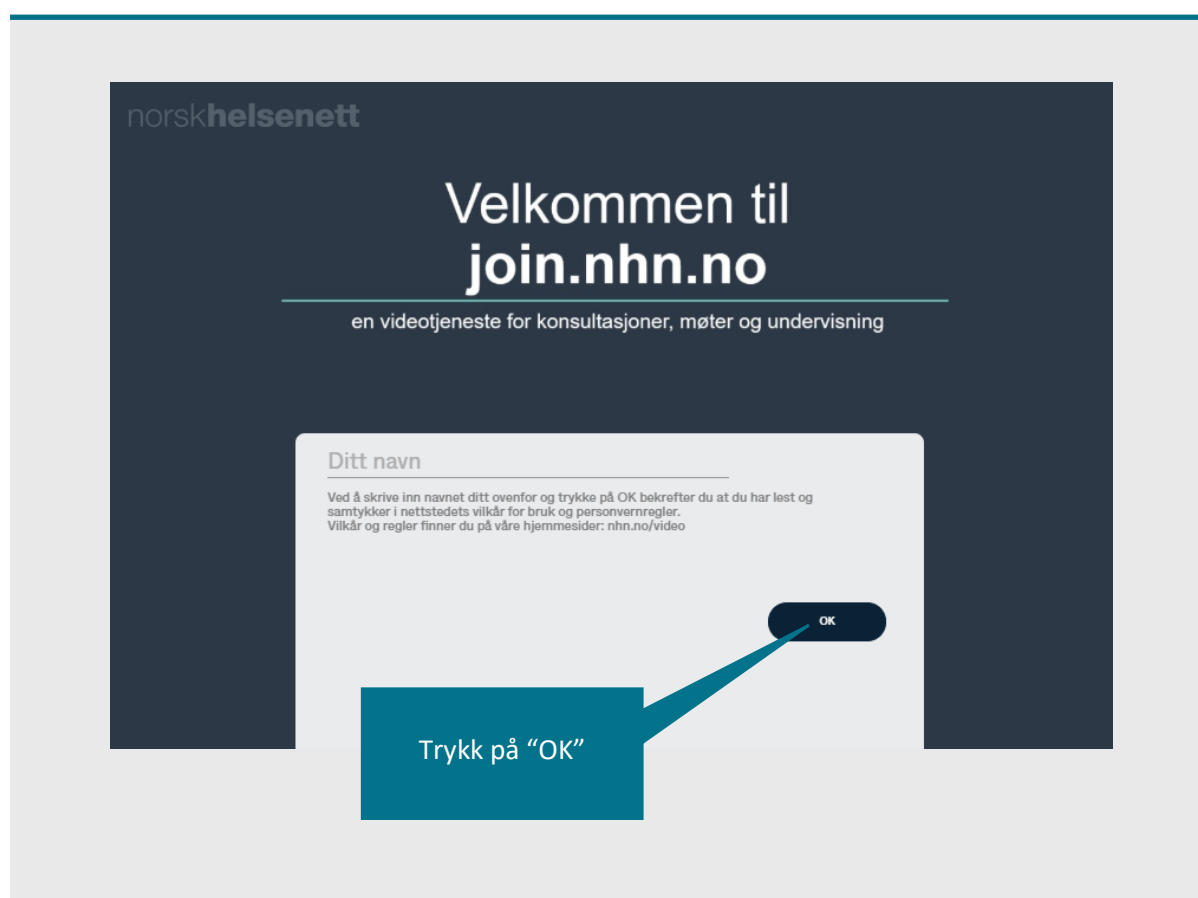 norskhelsenett
Velkommen til
join.nhn.no
en videotjeneste for konsultasjoner, møter og undervisning
Ditt navn
Ved å skrive inn navnet ditt ovenfor og trykke på OK bekrefter du at du har lest og
samtykker i nettstedets vilkår for bruk og personvernregler.
Vilkår og regler finner du på våre hjemmesider: nhn.no/video
OK
Trykk på “OK”